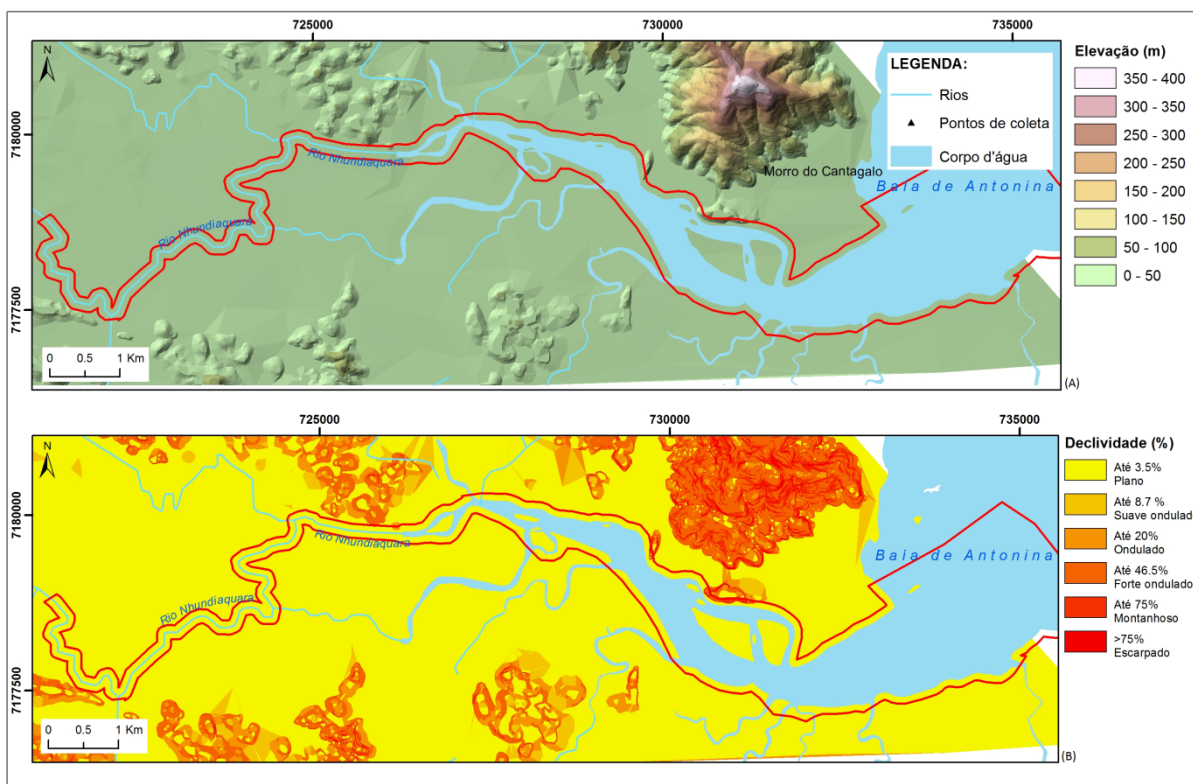 725000
730000
735000
N
7180000
7177500
Rio Nhundiaquara
Rio Nhundiaquara
Morro do Cantagalo
Baía de Antonina
LEGENDA:
Rios
Pontos de coleta
Corpo d'água
0 0.5 1 Km
(A)
Elevação (m)
350 - 400
300 - 350
250 - 300
200 - 250
150 - 200
100 - 150
50 - 100
0 - 50
725000
730000
735000
N
7180000
7177500
Rio Nhundiaquara
Rio Nhundiaquara
Baía de Antonina
0 0.5 1 Km
(B)
Declividade (%)
Até 3.5%
Plano
Até 8.7 %
Suave ondulad
Até 20%
Ondulado
Até 46.5%
Forte ondulado
Até 75%
Montanhoso
>75%
Escarpado